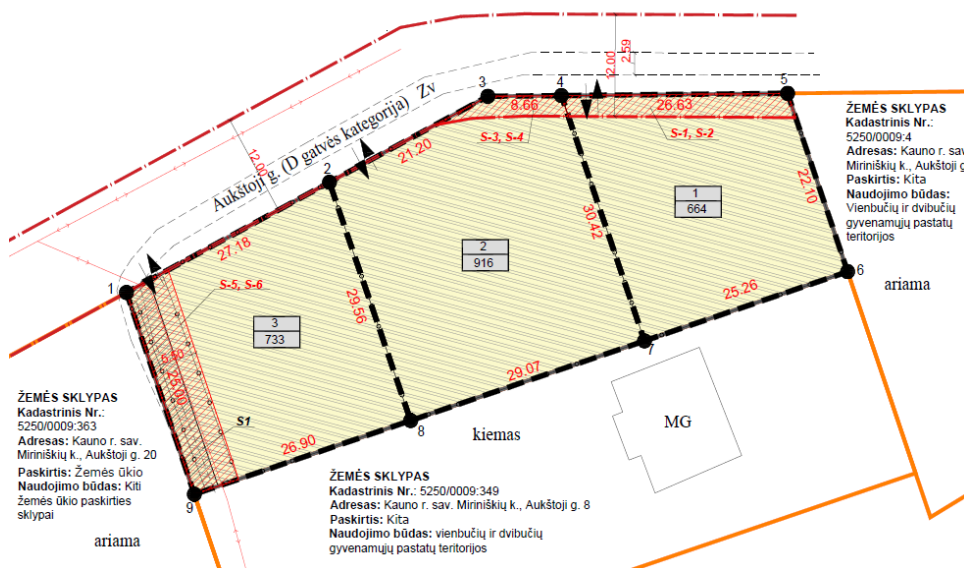 12.00
2.59
3
4
5
8.66
26.63
S-3, S-4
S-1, S-2
Aukštoji g. (D gatvės kategorija) Zv
21.20
12.00
2
27.18
1
S-5, S-6
22.10
1
664
30.42
2
916
29.56
3
733
6.50
25.00
S1
25.26
6
7
29.07
26.90
8
9
MG
kiemas
ariama
ariama
ŽEMĖS SKLYPAS
Kadastrinis Nr.:
5250/0009:4
Adresas: Kauno r. sav
Miriniškių k., Aukštoji g
Paskirtis: Kita
Naudojimo būdas:
Vienbučių ir dvibučių
gyvenamųjų pastatų
teritorijos
ŽEMĖS SKLYPAS
Kadastrinis Nr.:
5250/0009:363
Adresas: Kauno r. sav.
Miriniškių k., Aukštoji g. 20
Paskirtis: Žemės ūkio
Naudojimo būdas: Kiti
žemės ūkio paskirties
sklypai
ŽEMĖS SKLYPAS
Kadastrinis Nr.: 5250/0009:349
Adresas: Kauno r. sav. Miriniškių k., Aukštoji g. 8
Paskirtis: Kita
Naudojimo būdas: vienbučių ir dvibučių
gyvenamųjų pastatų teritorijos